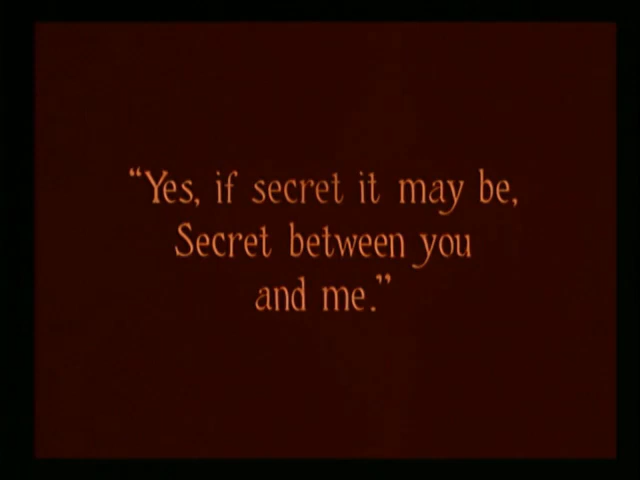 “Yes, if secret it may be,
Secret between you
and me.”